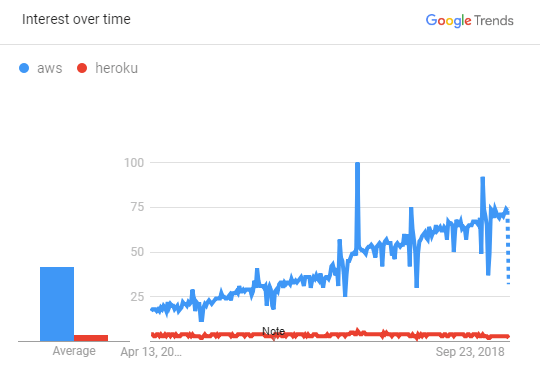 Interest over time
Google Trends
aws
heroku
100
75
50
25
Note
Average
Apr 13, 20...
Sep 23, 2018